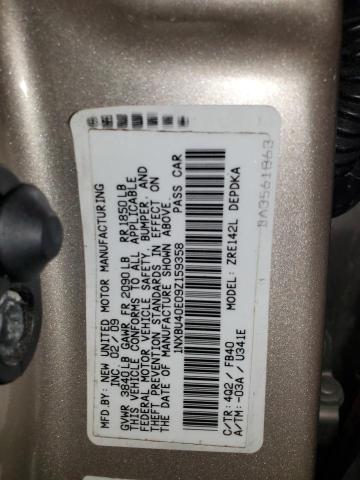 MFD.BY: NEW UNITED MOTOR MANUFACTURING
INC. 02/09
GVWR 3840LB GAWR FR.2090LB RR.1850LB
THIS VEHICLE CONFORMS TO ALL APPLICABLE
FEDERAL MOTOR VEHICLE SAFETY, BUMPER, AND
THEFT PREVENTION STANDARDS IN EFFECT ON
THE DATE OF MANUFACTURE SHOWN ABOVE.
1NXBU40E09Z159358 PASS CAR
C/TR: 4Q2 / FB40 MODEL: ZRE142L DEPDKA
A/TM: -03A / U341E
BA3561863